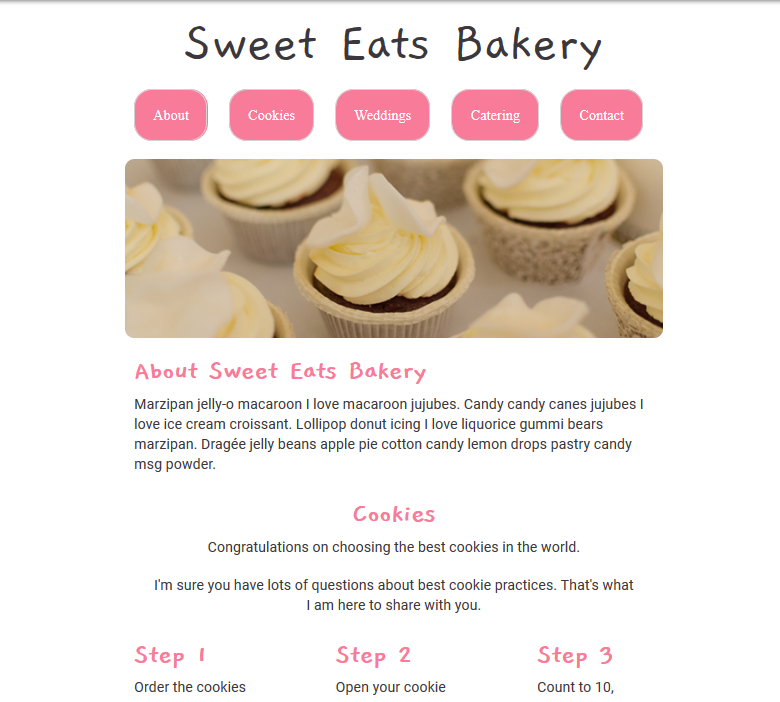 Sweet Eats Bakery
About Cookies Weddings Catering Contact
About Sweet Eats Bakery
Marzipan jelly-o macaroon I love macaroon jujubes. Candy candy canes jujubes I
love ice cream croissant. Lollipop donut icing I love liquorice gummi bears
marzipan. Dragée jelly beans apple pie cotton candy lemon drops pastry candy
msg powder.
Cookies
Congratulations on choosing the best cookies in the world.
I'm sure you have lots of questions about best cookie practices. That's what
I am here to share with you.
Step 1 Step 2 Step 3
Order the cookies Open your cookie Count to 10,